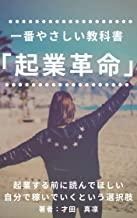 一番やさしい教科書
「起業革命」
起業する前に読んでほしい
自分で稼いでいくという選択肢
著者：才田 真凛